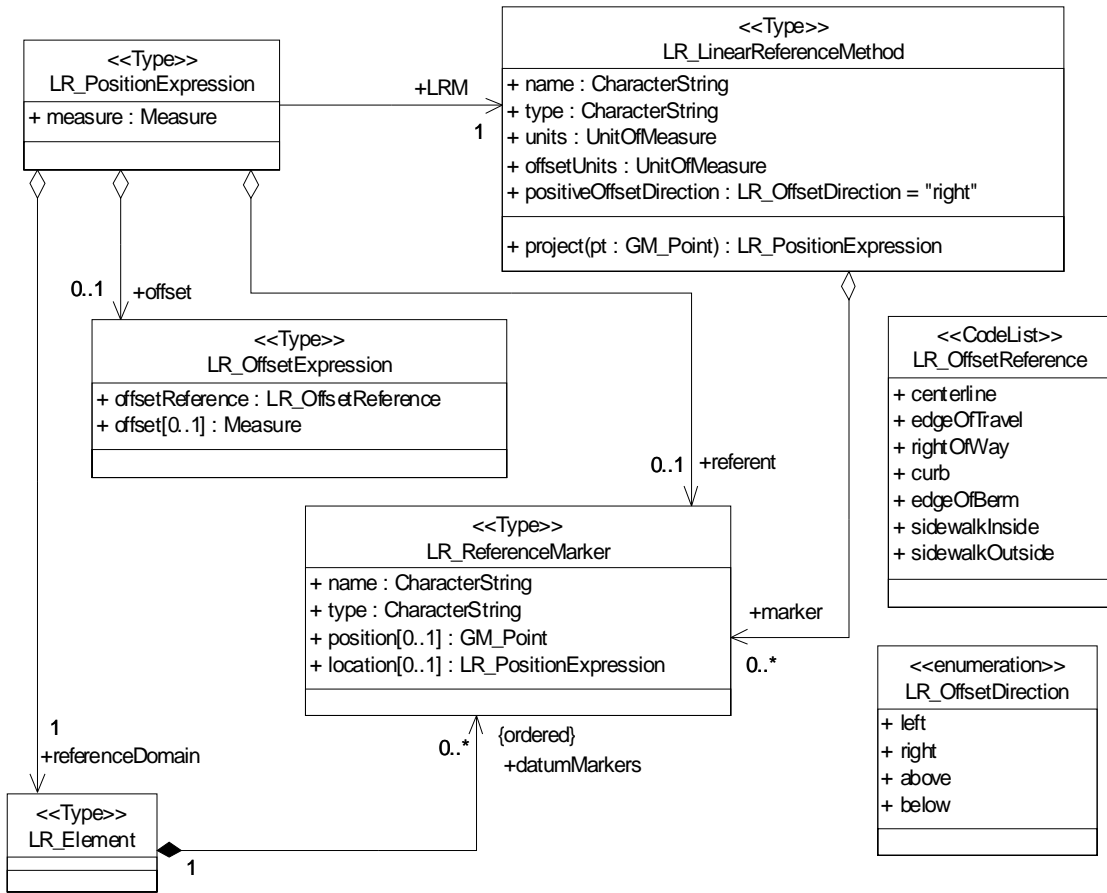 <<Type>>
LR_PositionExpression
+ measure : Measure
+LRM
1
<<Type>>
LR_LinearReferenceMethod
+ name : CharacterString
+ type : CharacterString
+ units : UnitOfMeasure
+ offsetUnits : UnitOfMeasure
+ positiveOffsetDirection : LR_OffsetDirection = "right"
+ project(pt : GM_Point) : LR_PositionExpression
0..1
+offset
<<Type>>
LR_OffsetExpression
+ offsetReference : LR_OffsetReference
+ offset[0..1] : Measure
<<CodeList>>
LR_OffsetReference
+ centerline
+ edgeOfTravel
+ rightOfWay
+ curb
+ edgeOfBerm
+ sidewalkInside
+ sidewalkOutside
0..1
+referent
<<Type>>
LR_ReferenceMarker
+ name : CharacterString
+ type : CharacterString
+ position[0..1] : GM_Point
+ location[0..1] : LR_PositionExpression
+marker
0..*
<<enumeration>>
LR_OffsetDirection
+ left
+ right
+ above
+ below
1
+referenceDomain
0..*
{ordered}
+datumMarkers
<<Type>>
LR_Element
1